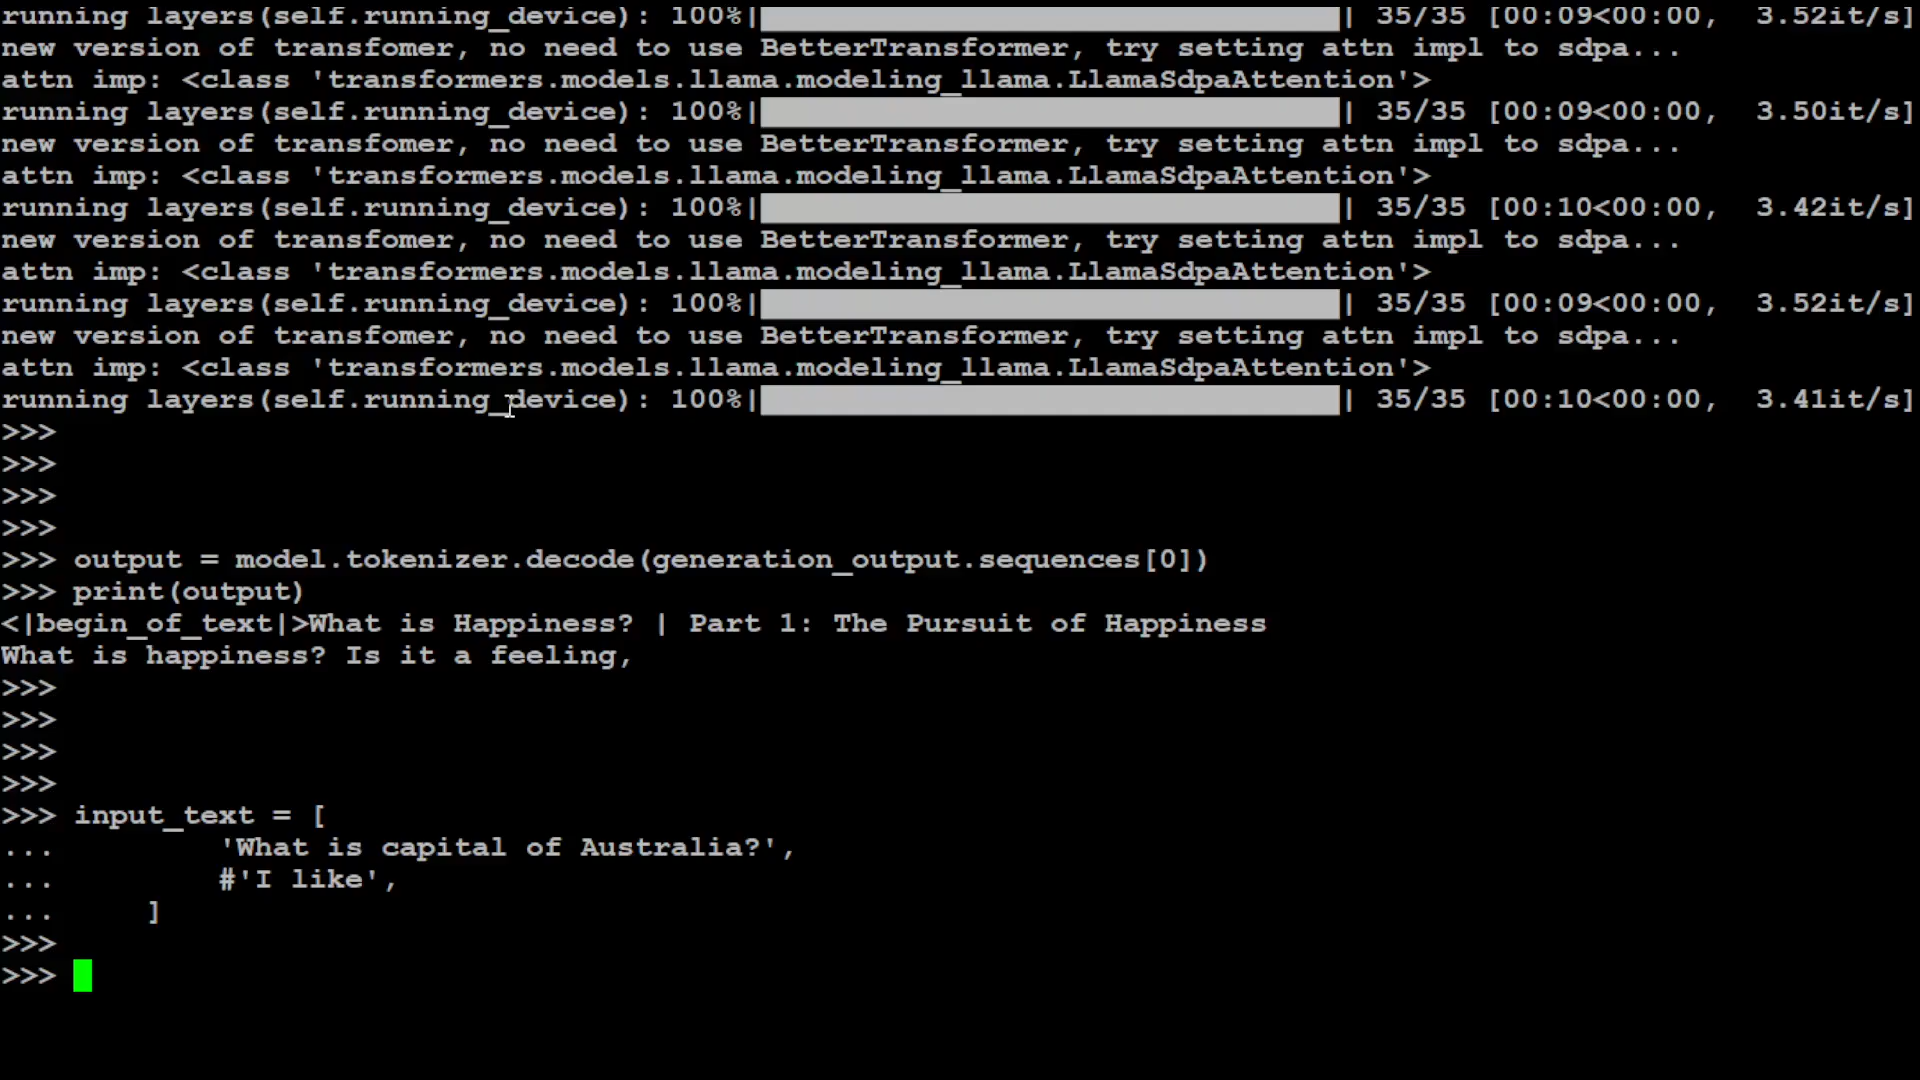 running layers(self.running_device): 100%|██████████| 35/35 [00:09<00:00,  3.52it/s]
new version of transfomer, no need to use BetterTransformer, try setting attn impl to sdpa...
attn imp: <class 'transformers.models.llama.modeling_llama.LlamaSdpaAttention'>
running layers(self.running_device): 100%|██████████| 35/35 [00:09<00:00,  3.50it/s]
new version of transfomer, no need to use BetterTransformer, try setting attn impl to sdpa...
attn imp: <class 'transformers.models.llama.modeling_llama.LlamaSdpaAttention'>
running layers(self.running_device): 100%|██████████| 35/35 [00:10<00:00,  3.42it/s]
new version of transfomer, no need to use BetterTransformer, try setting attn impl to sdpa...
attn imp: <class 'transformers.models.llama.modeling_llama.LlamaSdpaAttention'>
running layers(self.running_device): 100%|██████████| 35/35 [00:09<00:00,  3.52it/s]
new version of transfomer, no need to use BetterTransformer, try setting attn impl to sdpa...
attn imp: <class 'transformers.models.llama.modeling_llama.LlamaSdpaAttention'>
running layers(self.running_device): 100%|██████████| 35/35 [00:10<00:00,  3.41it/s]
>>>
>>>
>>>
>>>
>>> output = model.tokenizer.decode(generation_output.sequences[0])
>>> print(output)
<|begin_of_text|>What is Happiness? | Part 1: The Pursuit of Happiness
What is happiness? Is it a feeling,
>>>
>>>
>>>
>>>
>>> input_text = [
...         'What is capital of Australia?',
...         #'I like',
...     ]
>>>
>>>